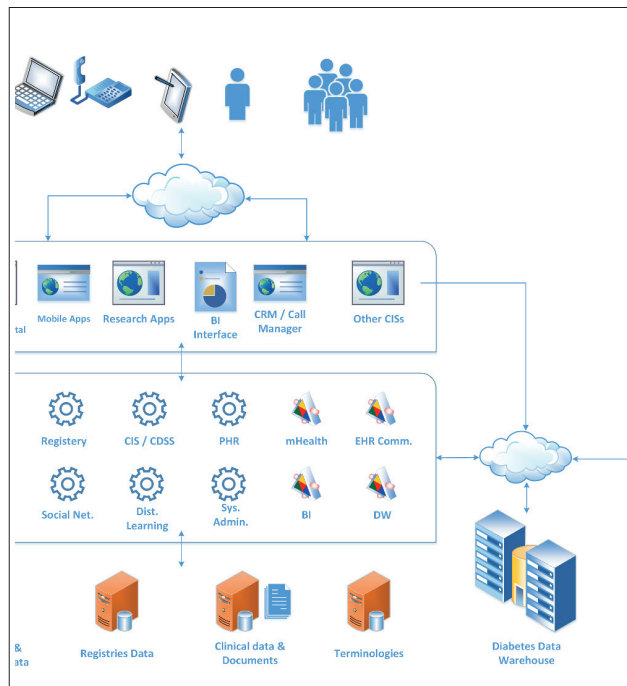 tal
Mobile Apps
Research Apps
BI
Interface
CRM / Call
Manager
Other CISs
Registery
CIS / CDSS
PHR
mHealth
EHR Comm.
Social Net.
Dist.
Learning
Sys.
Admin.
BI
DW
&
ata
Registries Data
Clinical data &
Documents
Terminologies
Diabetes Data
Warehouse